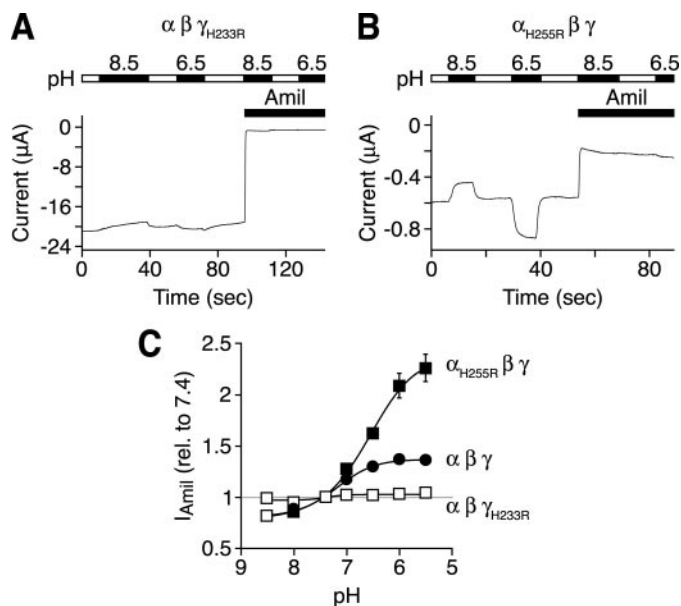 A
α β γH233R
8.5 6.5 8.5 6.5
pH
Amil
0
-8
-16
-24
Current (μA)
0 40 80 120
Time (sec)
B
αH255R β γ
8.5 6.5 8.5 6.5
pH
Amil
0
-0.4
-0.8
Current (μA)
0 40 80
Time (sec)
C
2.5
2
1.5
1
0.5
IAmil (rel. to 7.4)
αH255R β γ
α β γ
α β γH233R
9 8 7 6 5
pH